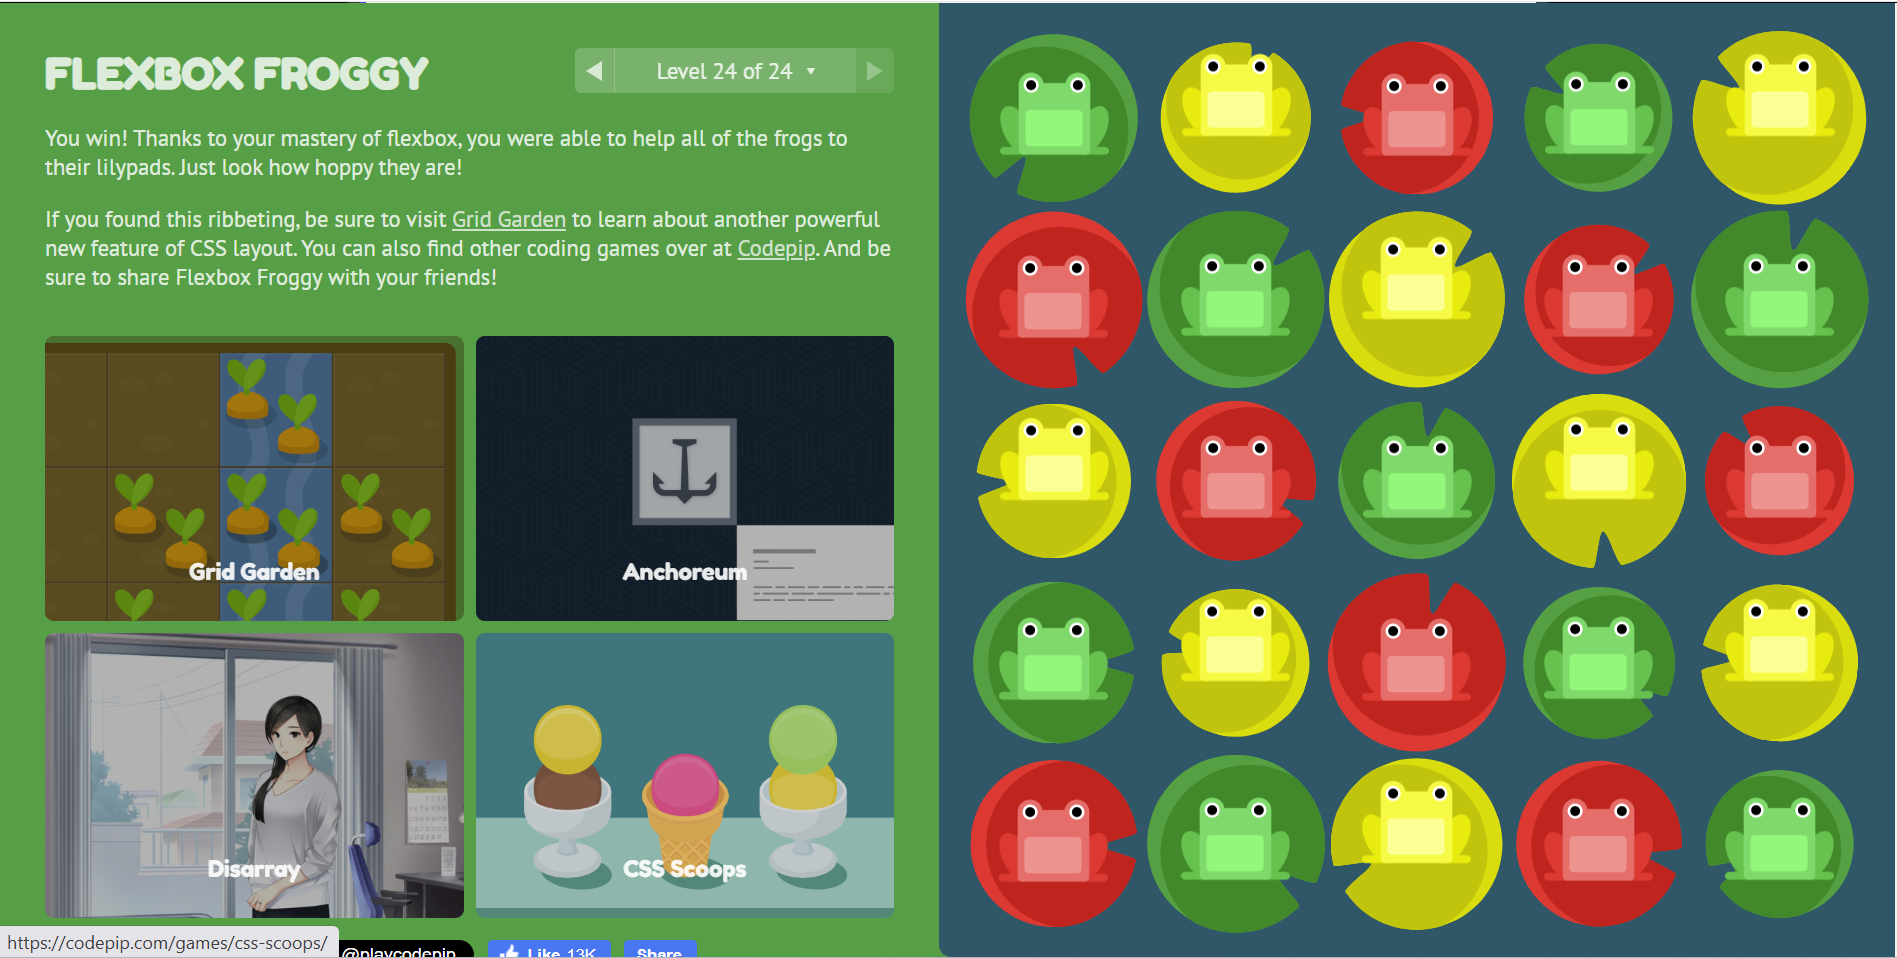 FLEXBOX FROGGY
Level 24 of 24
You win! Thanks to your mastery of flexbox, you were able to help all of the frogs to
their lilypads. Just look how hoppy they are!
If you found this ribbeting, be sure to visit Grid Garden to learn about another powerful
new feature of CSS layout. You can also find other coding games over at Codepip. And be
sure to share Flexbox Froggy with your friends!
Grid Garden
Anchoreum
Disarray
CSS Scoops
https://codepip.com/games/css-scoops/
@playcodepip
Like 13K
Share